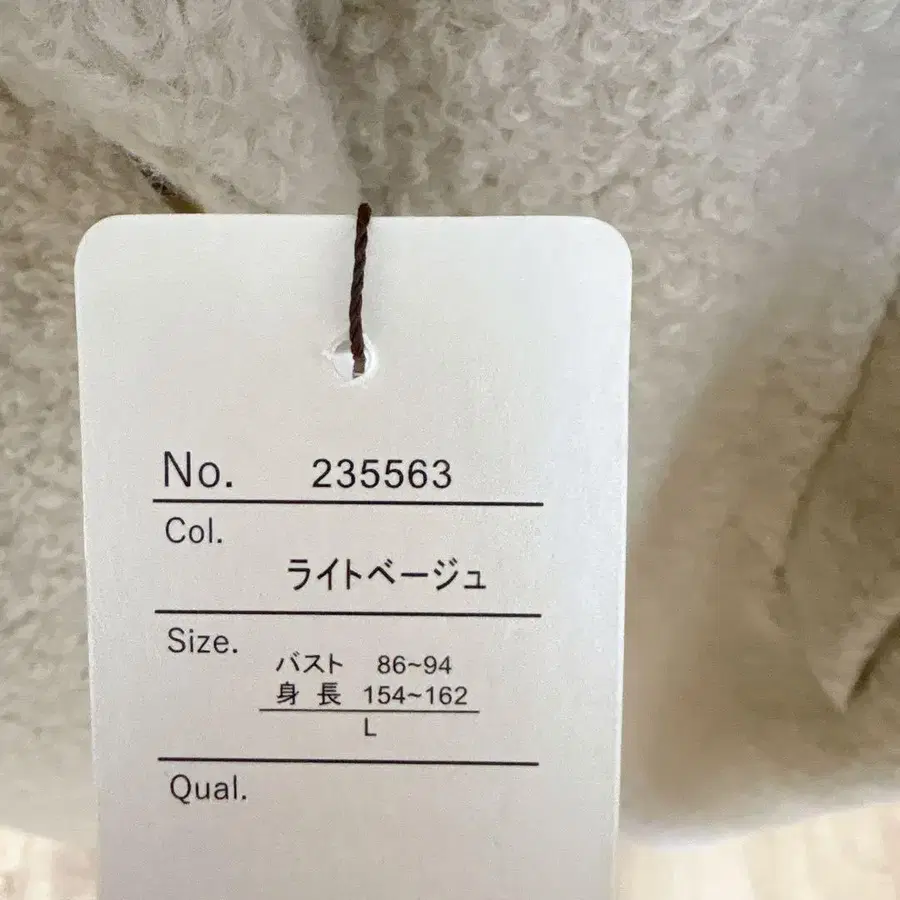 No. 235563
Col.
ライトベージュ
Size.
バスト 86~94
身長 154~162
L
Qual.